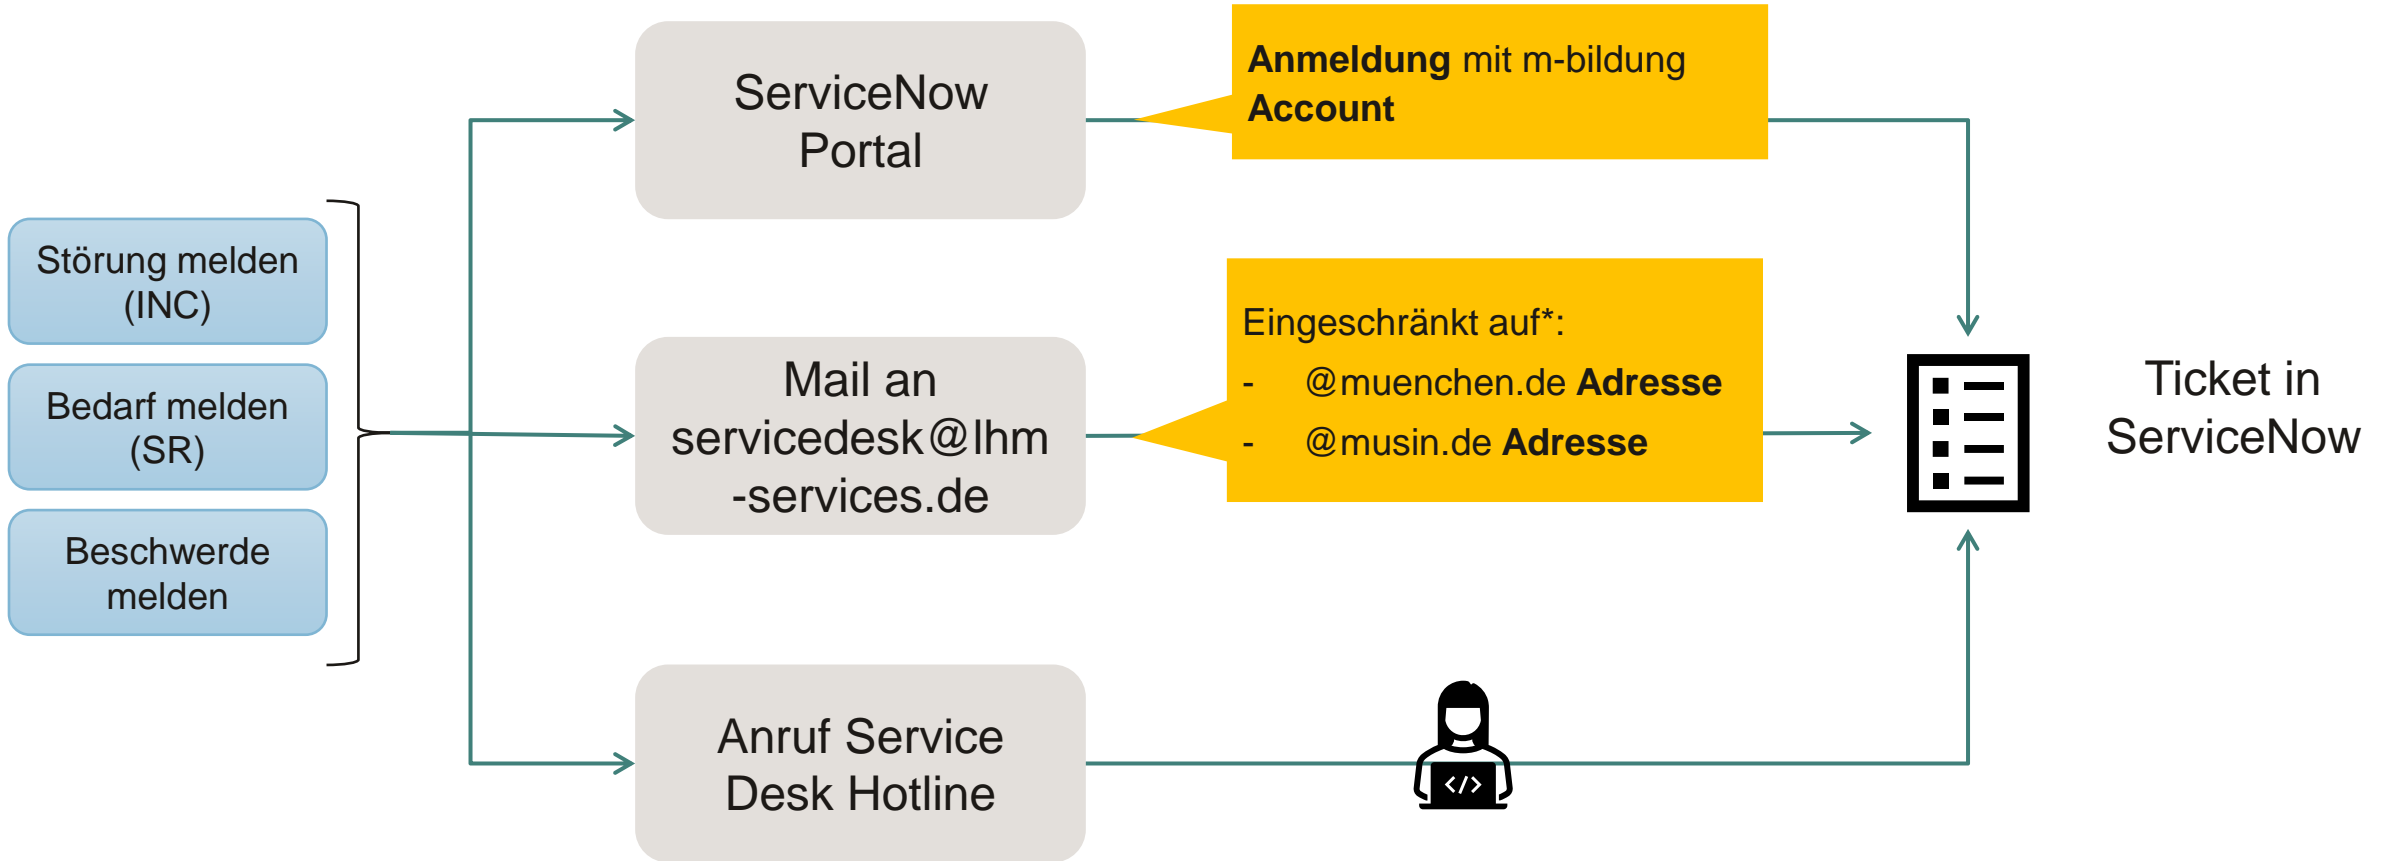 Störung melden
(INC)
Bedarf melden
(SR)
Beschwerde
melden
ServiceNow
Portal
Mail an
servicedesk@lhm
-services.de
Anruf Service
Desk Hotline
Anmeldung mit m-bildung
Account
Eingeschränkt auf*:
- @muenchen.de Adresse
- @musin.de Adresse
</>
Ticket in
ServiceNow